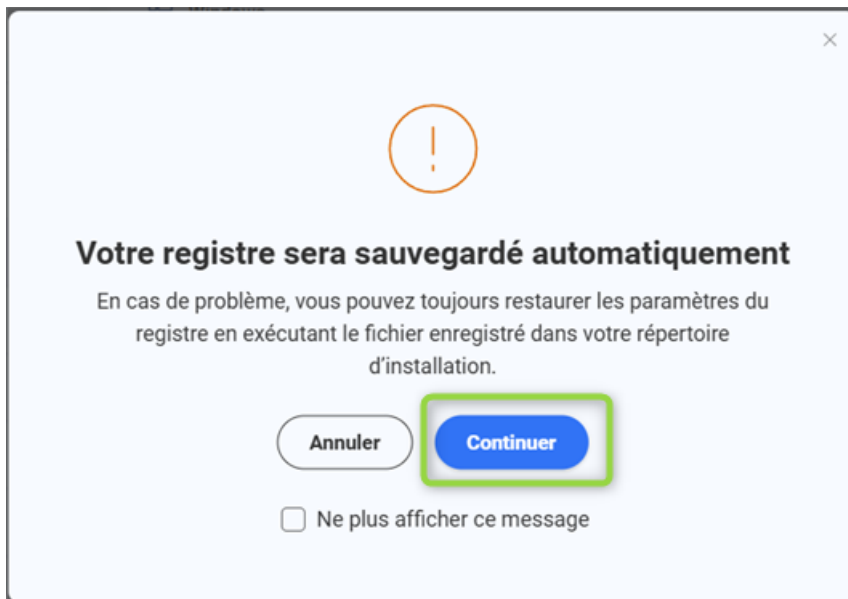 Votre registre sera sauvegardé automatiquement
En cas de problème, vous pouvez toujours restaurer les paramètres du
registre en exécutant le fichier enregistré dans votre répertoire
d'installation.
Annuler
Continuer
Ne plus afficher ce message